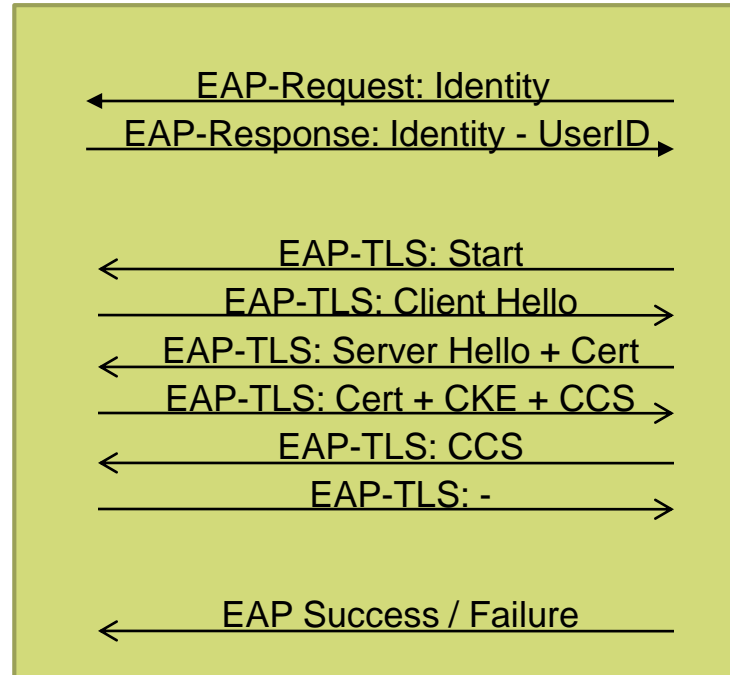 EAP-Request: Identity
EAP-Response: Identity - UserID
EAP-TLS: Start
EAP-TLS: Client Hello
EAP-TLS: Server Hello + Cert
EAP-TLS: Cert + CKE + CCS
EAP-TLS: CCS
EAP-TLS: -
EAP Success / Failure